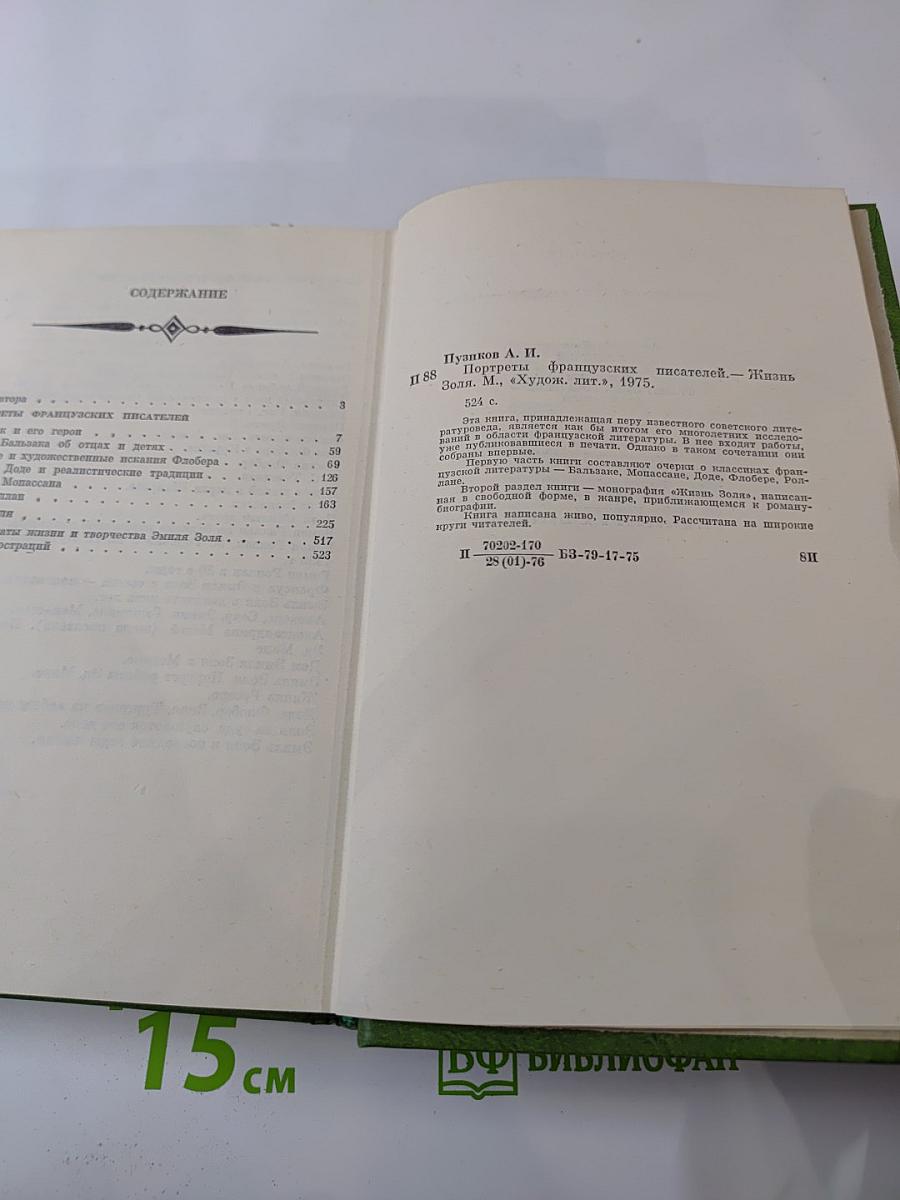 СОДЕРЖАНИЕ
втора . . . 3
РЕТЫ ФРАНЦУЗСКИХ ПИСАТЕЛЕЙ
к и его герои . . . 7
Бальзака об отцах и детях . . . 59
е и художественные искания Флобера . . . 69
Доде и реалистические традиции . . . 126
Мопассана . . . 157
ллан . . . 163
ля . . . 225
аты жизни и творчества Эмиля Золя . . . 517
юстраций . . . 523
Пузиков А. И.
П 88 Портреты французских писателей.— Жизнь
Золя. М., «Худож. лит.», 1975.
524 с.
Эта книга, принадлежащая перу известного советского лите-
ратуроведа, является как бы итогом его многолетних исследо-
ваний в области французской литературы. В нее входят работы,
уже публиковавшиеся в печати. Однако в таком сочетании они
собраны впервые.
Первую часть книги составляют очерки о классиках фран-
цузской литературы — Бальзаке, Мопассане, Доде, Флобере, Рол-
лане.
Второй раздел книги — монография «Жизнь Золя», написан-
ная в свободной форме, в жанре, приближающемся к роману-
биографии.
Книга написана живо, популярно. Рассчитана на широкие
круги читателей.
П 70202-170
28(01)-76 БЗ-79-17-75 8И
15 см
БФ БИБЛИОФАН